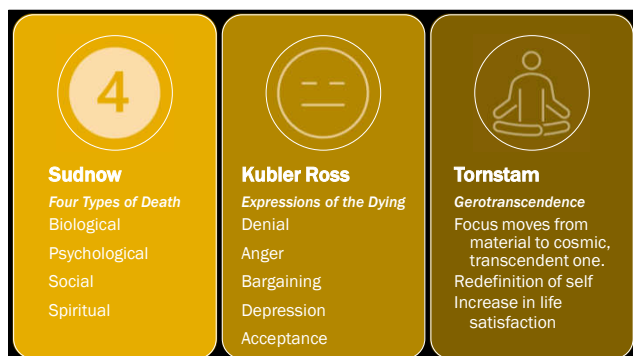 4
Sudnow
Four Types of Death
Biological
Psychological
Social
Spiritual
Kubler Ross
Expressions of the Dying
Denial
Anger
Bargaining
Depression
Acceptance
Tornstam
Gerotranscendence
Focus moves from
material to cosmic,
transcendent one.
Redefinition of self
Increase in life
satisfaction